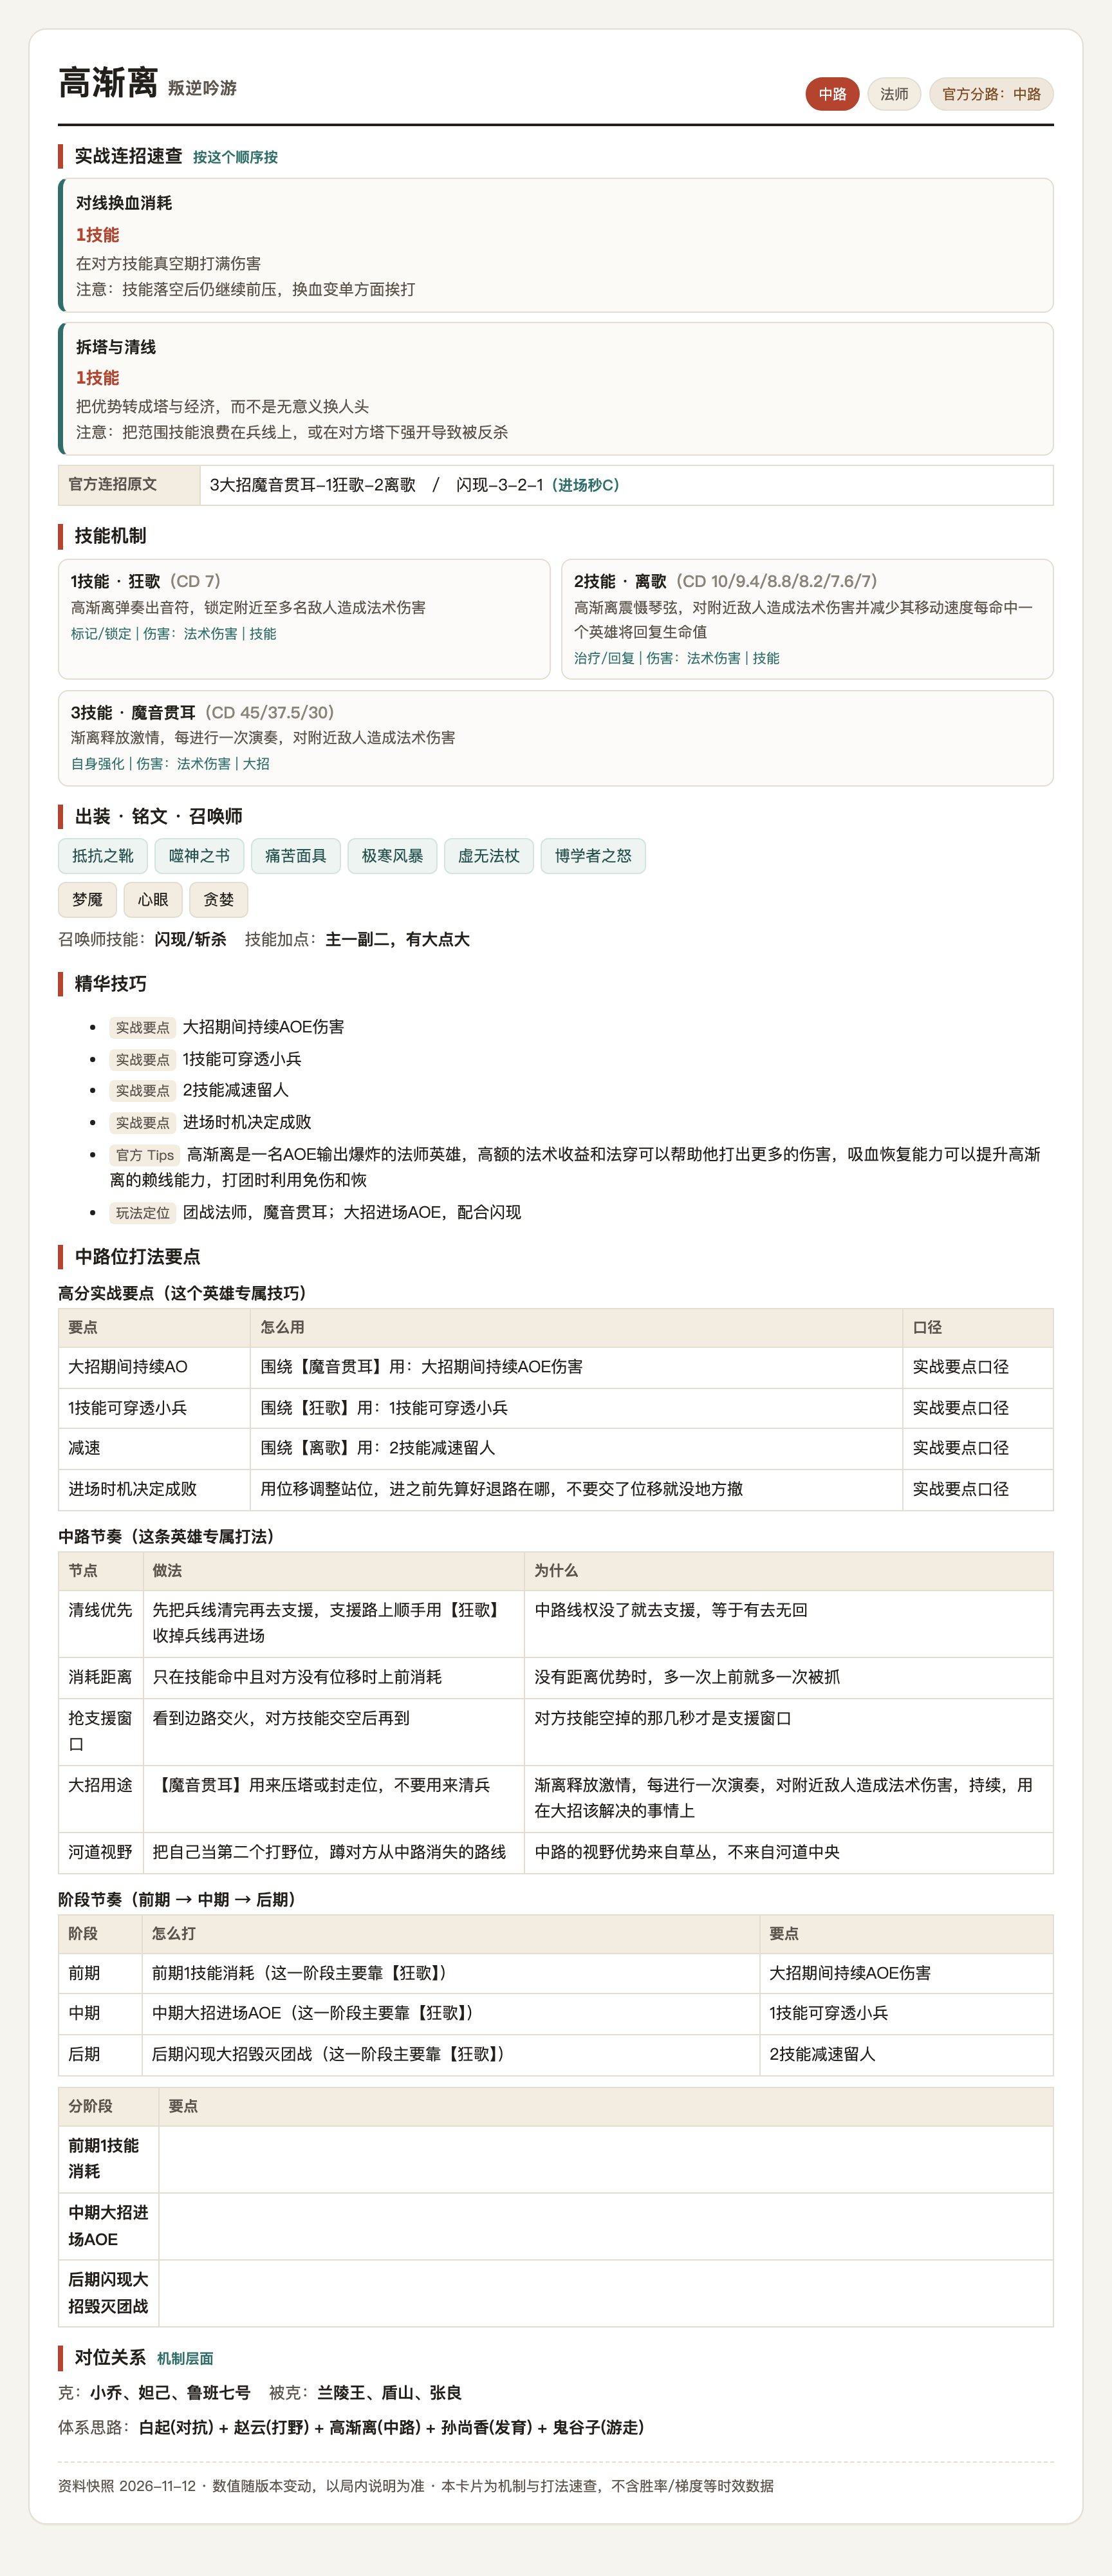 高渐离 叛逆吟游
中路 法师 官方分路：中路
实战连招速查 按这个顺序按
对线换血消耗
1技能
在对方技能真空期打满伤害
注意：技能落空后仍继续前压，换血变单方面挨打
拆塔与清线
1技能
把优势转成塔与经济，而不是无意义换人头
注意：把范围技能浪费在兵线上，或在对方塔下强开导致被反杀
官方连招原文 3大招魔音贯耳-1狂歌-2离歌 / 闪现-3-2-1（进场秒C）
技能机制
1技能 · 狂歌（CD 7）
高渐离弹奏出音符，锁定附近至多名敌人造成法术伤害
标记/锁定 | 伤害：法术伤害 | 技能
2技能 · 离歌（CD 10/9.4/8.8/8.2/7.6/7）
高渐离震慑琴弦，对附近敌人造成法术伤害并减少其移动速度每命中一
个英雄将回复生命值
治疗/回复 | 伤害：法术伤害 | 技能
3技能 · 魔音贯耳（CD 45/37.5/30）
渐离释放激情，每进行一次演奏，对附近敌人造成法术伤害
自身强化 | 伤害：法术伤害 | 大招
出装 · 铭文 · 召唤师
抵抗之靴 噬神之书 痛苦面具 极寒风暴 虚无法杖 博学者之怒
梦魇 心眼 贪婪
召唤师技能：闪现/斩杀 技能加点：主一副二，有大点大
精华技巧
• 实战要点 大招期间持续AOE伤害
• 实战要点 1技能可穿透小兵
• 实战要点 2技能减速留人
• 实战要点 进场时机决定成败
• 官方 Tips 高渐离是一名AOE输出爆炸的法师英雄，高额的法术收益和法穿可以帮助他打出更多的伤害，吸血恢复能力可以提升高渐
离的赖线能力，打团时利用免伤和恢
• 玩法定位 团战法师，魔音贯耳；大招进场AOE，配合闪现
中路位打法要点
高分实战要点（这个英雄专属技巧）
要点 怎么用 口径
大招期间持续AO 围绕【魔音贯耳】用：大招期间持续AOE伤害 实战要点口径
1技能可穿透小兵 围绕【狂歌】用：1技能可穿透小兵 实战要点口径
减速 围绕【离歌】用：2技能减速留人 实战要点口径
进场时机决定成败 用位移调整站位，进之前先算好退路在哪，不要交了位移就没地方撤 实战要点口径
中路节奏（这条英雄专属打法）
节点 做法 为什么
清线优先 先把兵线清完再去支援，支援路上顺手用【狂歌】 中路线权没了就去支援，等于有去无回
收掉兵线再进场
消耗距离 只在技能命中且对方没有位移时上前消耗 没有距离优势时，多一次上前就多一次被抓
抢支援窗 看到边路交火，对方技能交空后再到 对方技能空掉的那几秒才是支援窗口
口
大招用途 【魔音贯耳】用来压塔或封走位，不要用来清兵 渐离释放激情，每进行一次演奏，对附近敌人造成法术伤害，持续，用
在大招该解决的事情上
河道视野 把自己当第二个打野位，蹲对方从中路消失的路线 中路的视野优势来自草丛，不来自河道中央
阶段节奏（前期 → 中期 → 后期）
阶段 怎么打 要点
前期 前期1技能消耗（这一阶段主要靠【狂歌】） 大招期间持续AOE伤害
中期 中期大招进场AOE（这一阶段主要靠【狂歌】） 1技能可穿透小兵
后期 后期闪现大招毁灭团战（这一阶段主要靠【狂歌】） 2技能减速留人
分阶段 要点
前期1技能
消耗
中期大招进
场AOE
后期闪现大
招毁灭团战
对位关系 机制层面
克：小乔、妲己、鲁班七号 被克：兰陵王、盾山、张良
体系思路：白起(对抗) + 赵云(打野) + 高渐离(中路) + 孙尚香(发育) + 鬼谷子(游走)
资料快照 2026-11-12 · 数值随版本变动，以局内说明为准 · 本卡片为机制与打法速查，不含胜率/梯度等时效数据